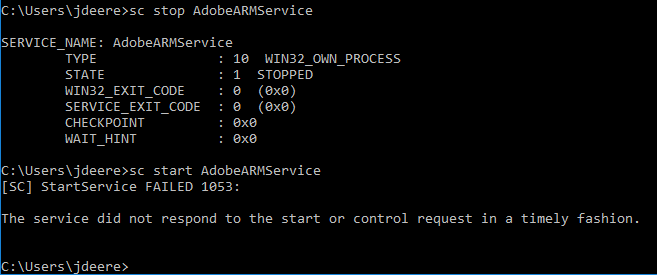 C:\Users\jdeere>sc stop AdobeARMService
SERVICE_NAME: AdobeARMService
        TYPE               : 10  WIN32_OWN_PROCESS
        STATE              : 1  STOPPED
        WIN32_EXIT_CODE    : 0  (0x0)
        SERVICE_EXIT_CODE  : 0  (0x0)
        CHECKPOINT         : 0x0
        WAIT_HINT          : 0x0
C:\Users\jdeere>sc start AdobeARMService
[SC] StartService FAILED 1053:
The service did not respond to the start or control request in a timely fashion.
C:\Users\jdeere>